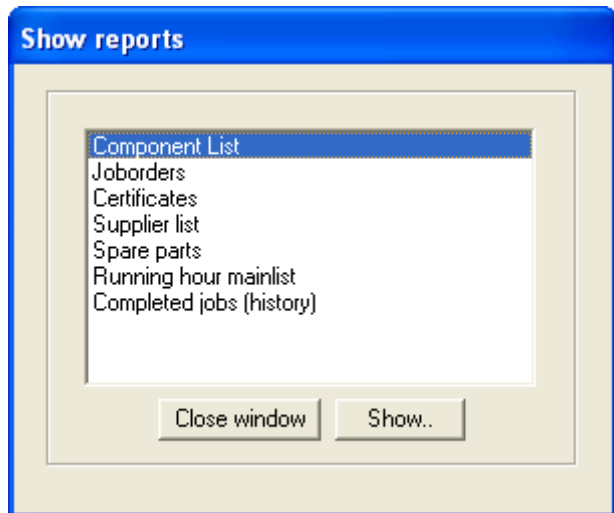 Show reports
Component List
Joborders
Certificates
Supplier list
Spare parts
Running hour mainlist
Completed jobs (history)
Close window
Show..